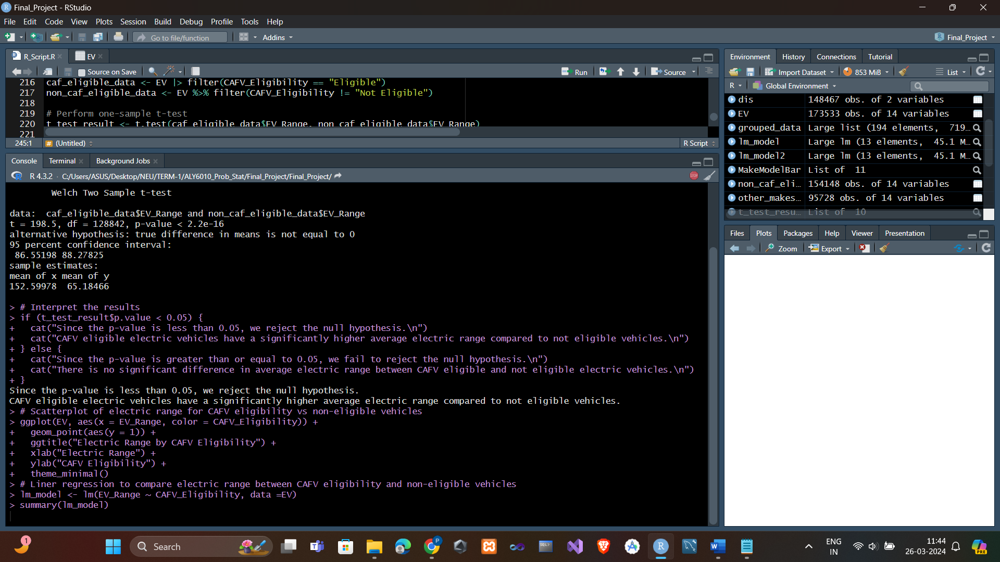 Final_Project - RStudio
File Edit Code View Plots Session Build Debug Profile Tools Help
Go to file/function
Addins
Final_Project
R_Script.R
EV
Source on Save
Run
Source
216 caf_eligible_data <- EV |> filter(CAFV_Eligibility == "Eligible")
217 non_caf_eligible_data <- EV %>% filter(CAFV_Eligibility != "Not Eligible")
218
219 # Perform one-sample t-test
220 t_test_result <- t.test(caf_eligible_data$EV_Range, non_caf_eligible_data$EV_Range)
221
245:1
# (Untitled)
R Script
Console
Terminal
Background Jobs
R 4.3.2 · C:/Users/ASUS/Desktop/NEU/TERM-1/ALY6010_Prob_Stat/Final_Project/Final_Project/
STOP
Welch Two Sample t-test
data:  caf_eligible_data$EV_Range and non_caf_eligible_data$EV_Range
t = 198.5, df = 128842, p-value < 2.2e-16
alternative hypothesis: true difference in means is not equal to 0
95 percent confidence interval:
 86.55198 88.27825
sample estimates:
mean of x mean of y
152.59978  65.18466
> # Interpret the results
> if (t_test_result$p.value < 0.05) {
+   cat("Since the p-value is less than 0.05, we reject the null hypothesis.\n")
+   cat("CAFV eligible electric vehicles have a significantly higher average electric range compared to not eligible vehicles.\n")
+ } else {
+   cat("Since the p-value is greater than or equal to 0.05, we fail to reject the null hypothesis.\n")
+   cat("There is no significant difference in average electric range between CAFV eligible and not eligible electric vehicles.\n")
+ }
Since the p-value is less than 0.05, we reject the null hypothesis.
CAFV eligible electric vehicles have a significantly higher average electric range compared to not eligible vehicles.
> # Scatterplot of electric range for CAFV eligibility vs non-eligible vehicles
> ggplot(EV, aes(x = EV_Range, color = CAFV_Eligibility)) +
+   geom_point(aes(y = 1)) +
+   ggtitle("Electric Range by CAFV Eligibility") +
+   xlab("Electric Range") +
+   ylab("CAFV Eligibility") +
+   theme_minimal()
> # Liner regression to compare electric range between CAFV eligibility and non-eligible vehicles
> lm_model <- lm(EV_Range ~ CAFV_Eligibility, data =EV)
> summary(lm_model)
Environment
History
Connections
Tutorial
Import Dataset
853 MiB
List
R
Global Environment
dis 148467 obs. of 2 variables
EV 173533 obs. of 14 variables
grouped_data Large list (194 elements,  719…
lm_model Large lm (13 elements,  45.1 M…
lm_model2 Large lm (13 elements,  45.1 M…
MakeModelBar List of  11
non_caf_eli… 154148 obs. of 14 variables
other_makes… 95728 obs. of 14 variables
t_test_resu… List of  10
Files
Plots
Packages
Help
Viewer
Presentation
Zoom
Export
1
Search
P
SQL>
R
W
PRE
ENG
IN
11:44
26-03-2024